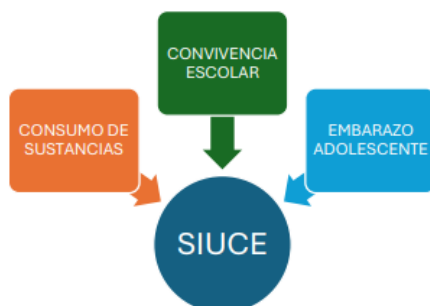 CONVIVENCIA
ESCOLAR
CONSUMO DE
SUSTANCIAS
EMBARAZO
ADOLESCENTE
SIUCE